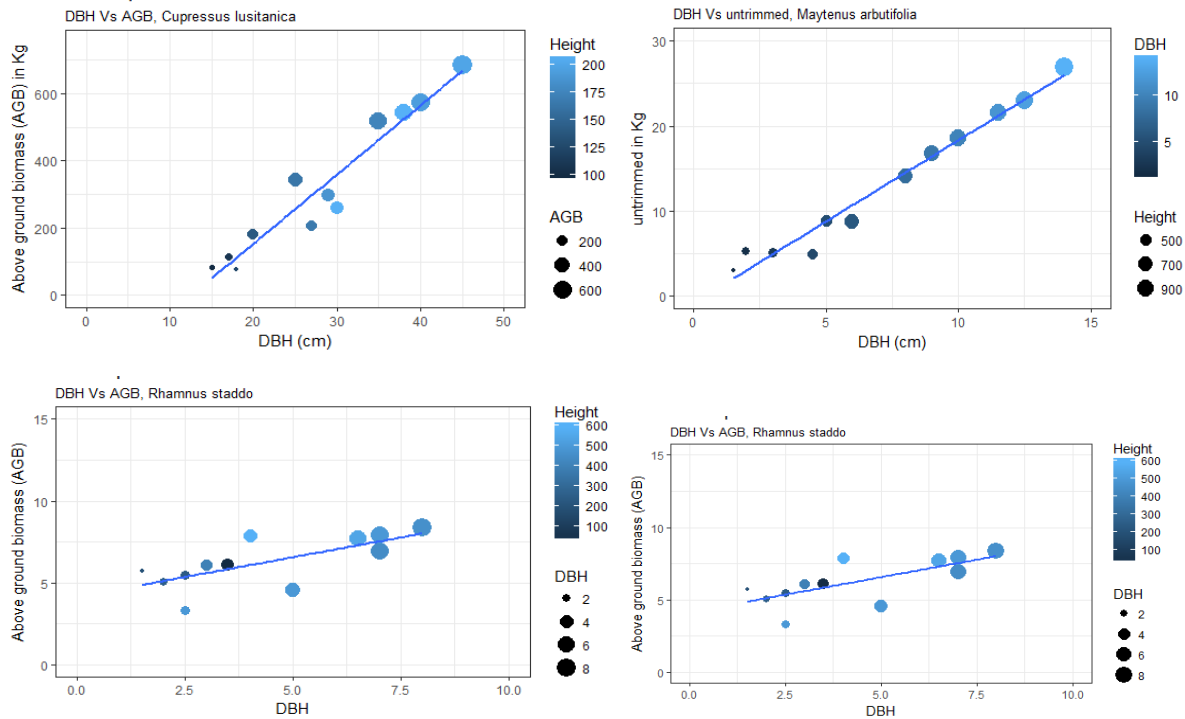 DBH Vs AGB, Cupressus lusitanica
Above ground biomass (AGB) in Kg
600
400
200
0
0 10 20 30 40 50
DBH (cm)
Height
200
175
150
125
100
AGB
200
400
600
DBH Vs untrimmed, Maytenus arbutifolia
untrimmed in Kg
30
20
10
0
0 5 10 15
DBH (cm)
DBH
10
5
Height
500
700
900
DBH Vs AGB, Rhamnus staddo
Above ground biomass (AGB)
15
10
5
0
0.0 2.5 5.0 7.5 10.0
DBH
Height
600
500
400
300
200
100
DBH
2
4
6
8
DBH Vs AGB, Rhamnus staddo
Above ground biomass (AGB)
15
10
5
0
0.0 2.5 5.0 7.5 10.0
DBH
Height
600
500
400
300
200
100
DBH
2
4
6
8